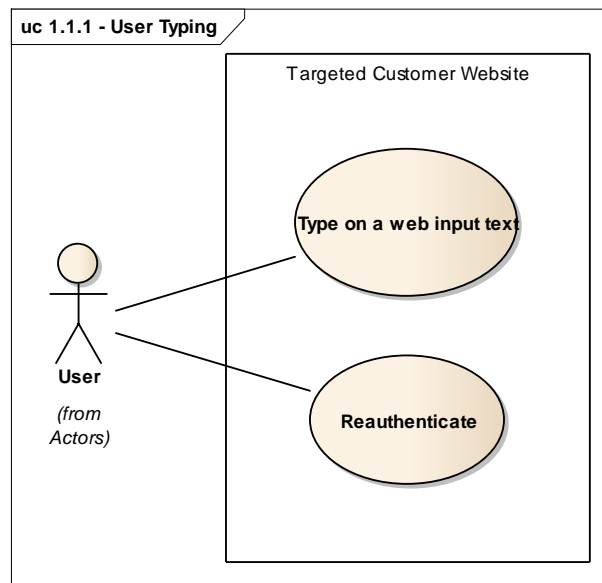 uc 1.1.1 - User Typing
Targeted Customer Website
Type on a web input text
User
(from
Actors)
Reauthenticate